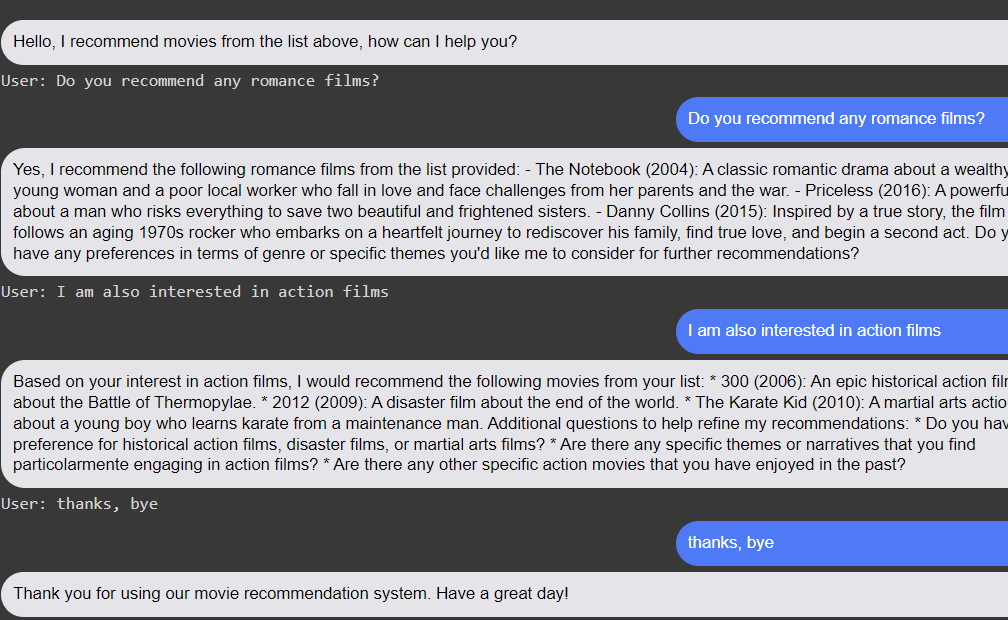 Hello, I recommend movies from the list above, how can I help you?
User: Do you recommend any romance films?
Do you recommend any romance films?
Yes, I recommend the following romance films from the list provided: - The Notebook (2004): A classic romantic drama about a wealthy
young woman and a poor local worker who fall in love and face challenges from her parents and the war. - Priceless (2016): A
about a man who risks everything to save two beautiful and frightened sisters. - Danny Collins (2015): Inspired by a true story, the film
follows an aging 1970s rocker who embarks on a heartfelt journey to rediscover his family, find true love, and begin a second act. Do
have any preferences in terms of genre or specific themes you'd like me to consider for further recommendations?
User: I am also interested in action films
I am also interested in action films
Based on your interest in action films, I would recommend the following movies from your list: * 300 (2006): An epic historical action
about the Battle of Thermopylae. * 2012 (2009): A disaster film about the end of the world. * The Karate Kid (2010): A martial arts
about a young boy who learns karate from a maintenance man. Additional questions to help refine my recommendations: * Do you
preference for historical action films, disaster films, or martial arts films? * Are there any specific themes or narratives that you find
particolarmente engaging in action films? * Are there any other specific action movies that you have enjoyed in the past?
User: thanks, bye
thanks, bye
Thank you for using our movie recommendation system. Have a great day!